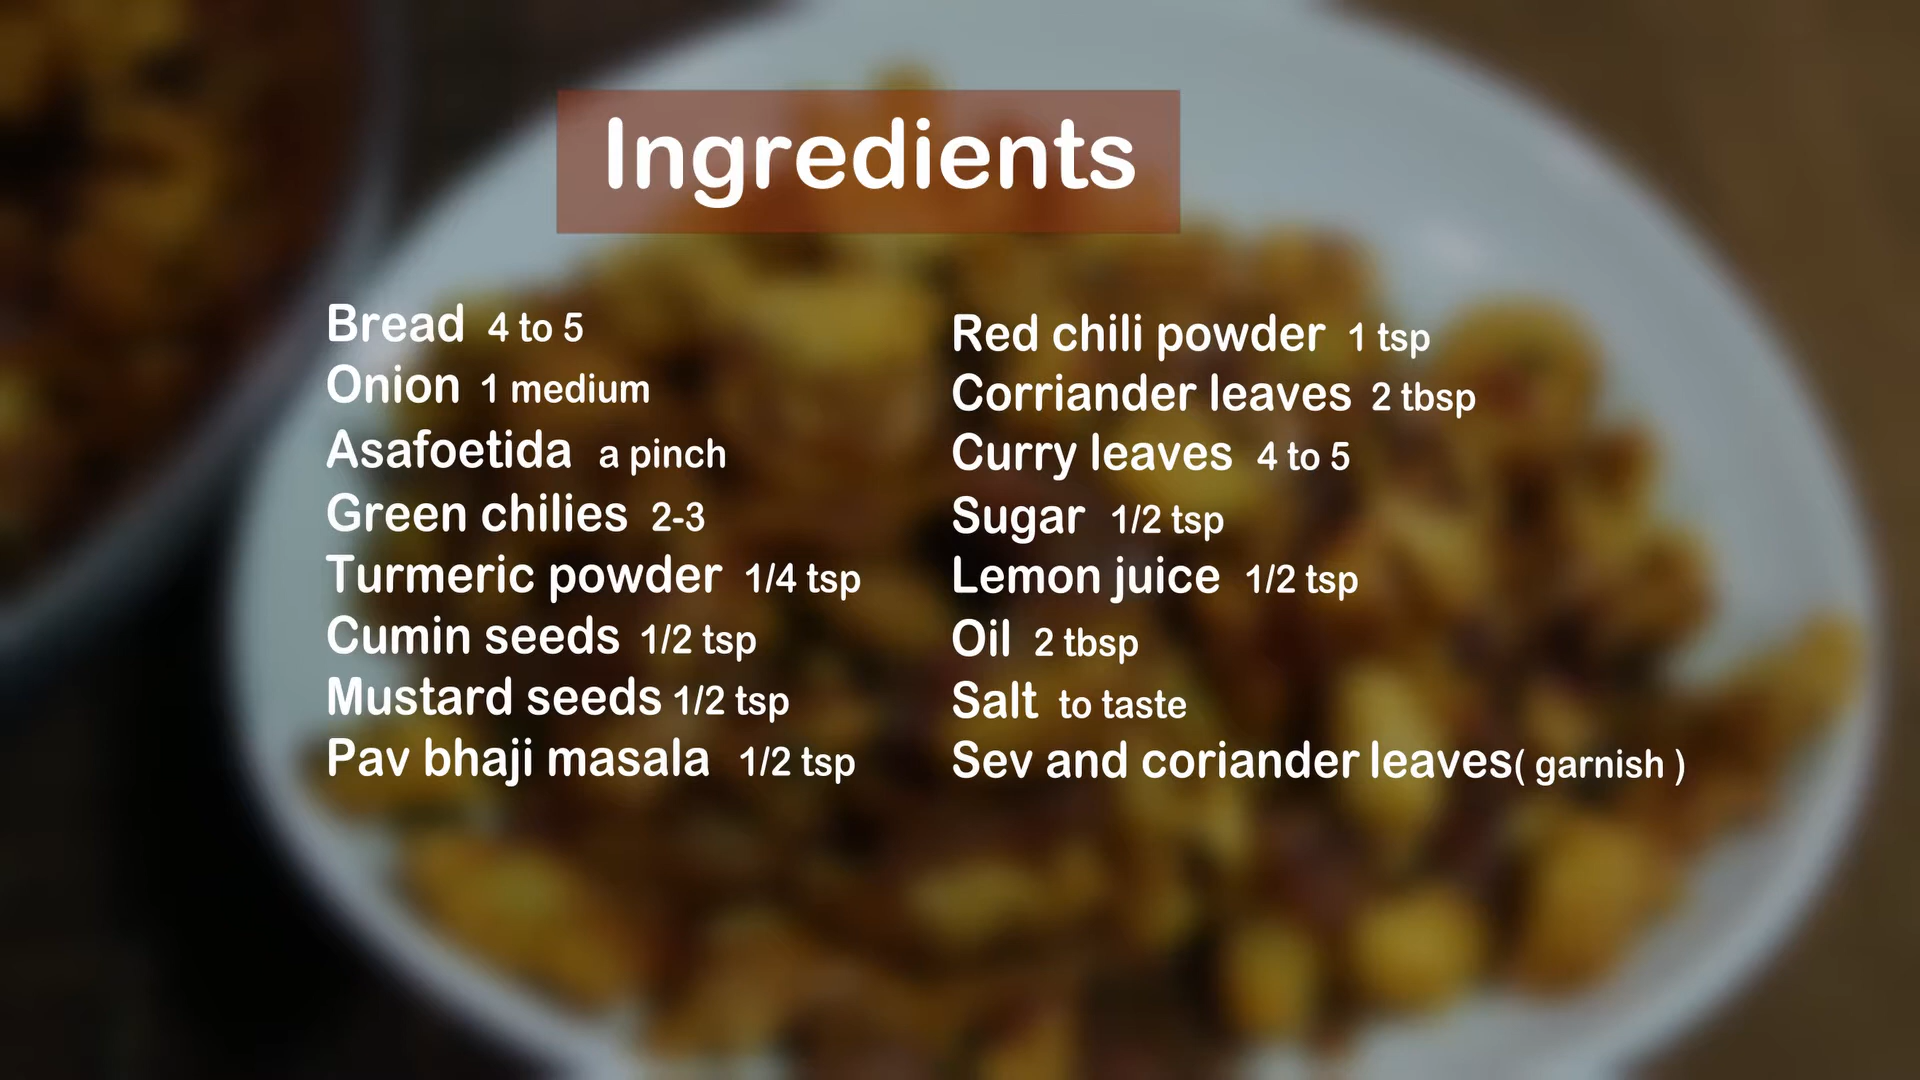 Ingredients
Bread 4 to 5
Onion 1 medium
Asafoetida a pinch
Green chilies 2-3
Turmeric powder 1/4 tsp
Cumin seeds 1/2 tsp
Mustard seeds 1/2 tsp
Pav bhaji masala 1/2 tsp
Red chili powder 1 tsp
Corriander leaves 2 tbsp
Curry leaves 4 to 5
Sugar 1/2 tsp
Lemon juice 1/2 tsp
Oil 2 tbsp
Salt to taste
Sev and coriander leaves( garnish )